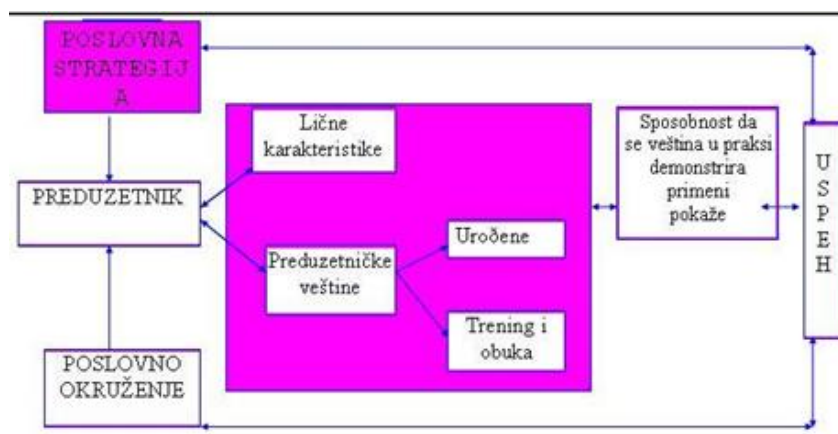 POSLOVNA
STRATEGIJ
A
PREDUZETNIK
POSLOVNO
OKRUŽENJE
Lične
karakteristike
Preduzetničke
veštine
Urođene
Trening i
obuka
Sposobnost da
se veština u praksi
demonstrira
primeni
pokaže
U
S
P
E
H